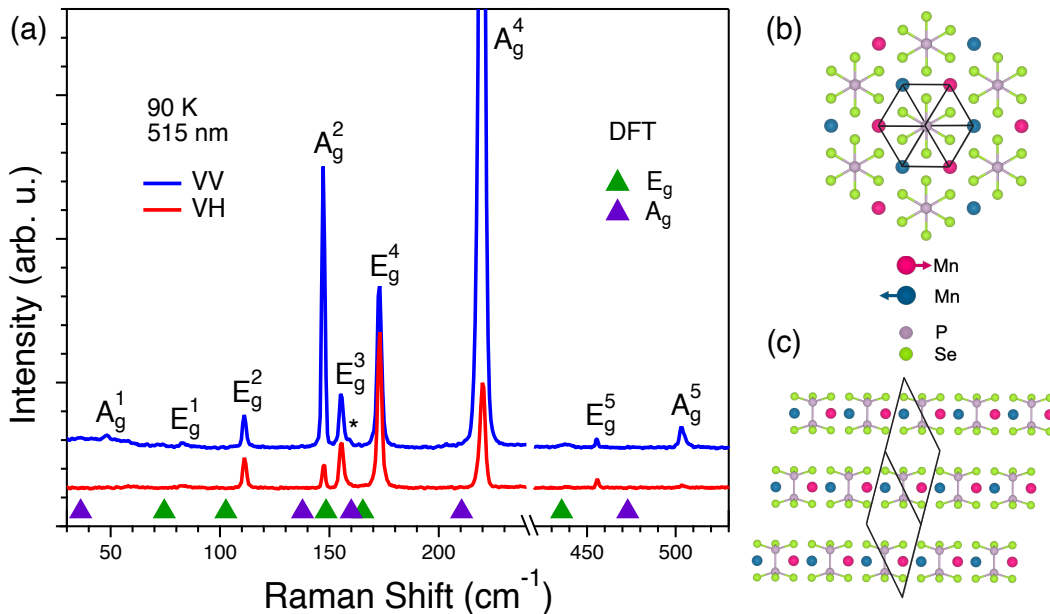 (a)
90 K
515 nm
VV
VH
DFT
E_g
A_g
A_g^1
E_g^1
E_g^2
A_g^2
E_g^3
*
E_g^4
A_g^4
E_g^5
A_g^5
Intensity (arb. u.)
50 100 150 200 450 500
Raman Shift (cm^-1)
(b)
Mn
Mn
P
Se
(c)